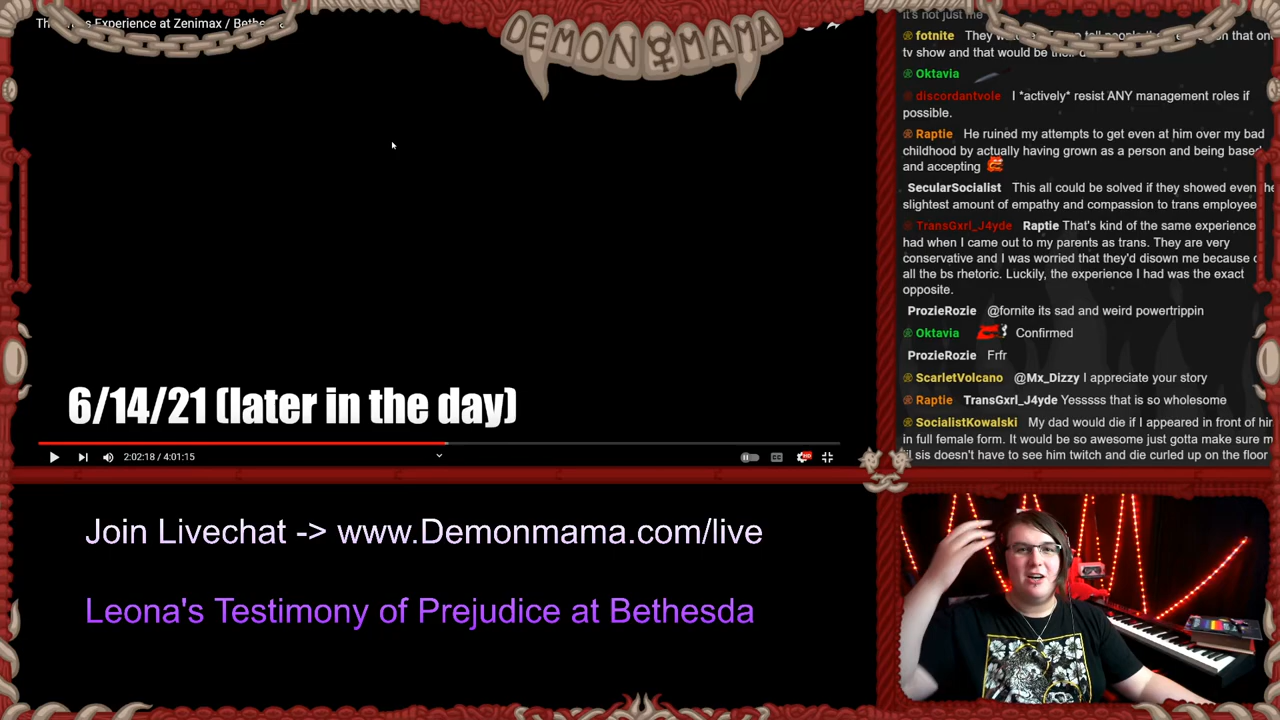 Experience at Zenimax /
DEMON MAMA
6/14/21 (later in the day)
2:02:18 / 4:01:15
CC
HD
Join Livechat -> www.Demonmama.com/live
Leona's Testimony of Prejudice at Bethesda
it's not just me
fotnite They
tv show and that would be
Oktavia
discordantvole I *actively* resist ANY management roles if
possible.
Raptie He ruined my attempts to get even at him over my bad
childhood by actually having grown as a person and being based
and accepting
SecularSocialist This all could be solved if they showed even
slightest amount of empathy and compassion to trans employee
TransGxrl_J4yde Raptie That's kind of the same experience
had when I came out to my parents as trans. They are very
conservative and I was worried that they'd disown me because
all the bs rhetoric. Luckily, the experience I had was the exact
opposite.
ProzieRozie @fornite its sad and weird powertrippin
Oktavia Confirmed
ProzieRozie Frfr
ScarletVolcano @Mx_Dizzy I appreciate your story
Raptie TransGxrl_J4yde Yesssss that is so wholesome
SocialistKowalski My dad would die if I appeared in front of
in full female form. It would be so awesome just gotta make sure
sis doesn't have to see him twitch and die curled up on the floor